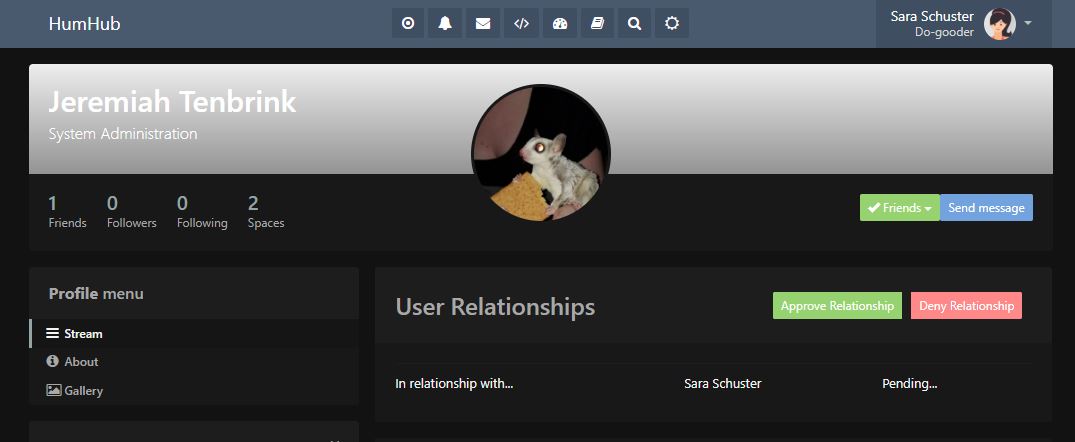 HumHub
Sara Schuster
Do-gooder
Jeremiah Tenbrink
System Administration
1 0 0 2
Friends Followers Following Spaces
Friends Send message
Profile menu
Stream
About
Gallery
User Relationships
Approve Relationship Deny Relationship
In relationship with... Sara Schuster Pending...